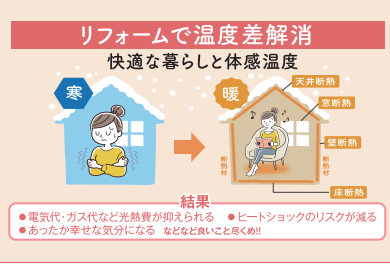 リフォームで温度差解消
快適な暮らしと体感温度
寒
暖
天井断熱
窓断熱
壁断熱
断熱材
断熱材
床断熱
結果
●電気代・ガス代など光熱費が抑えられる ●ヒートショックのリスクが減る
●あったか幸せな気分になる などなど良いこと尽くめ!!